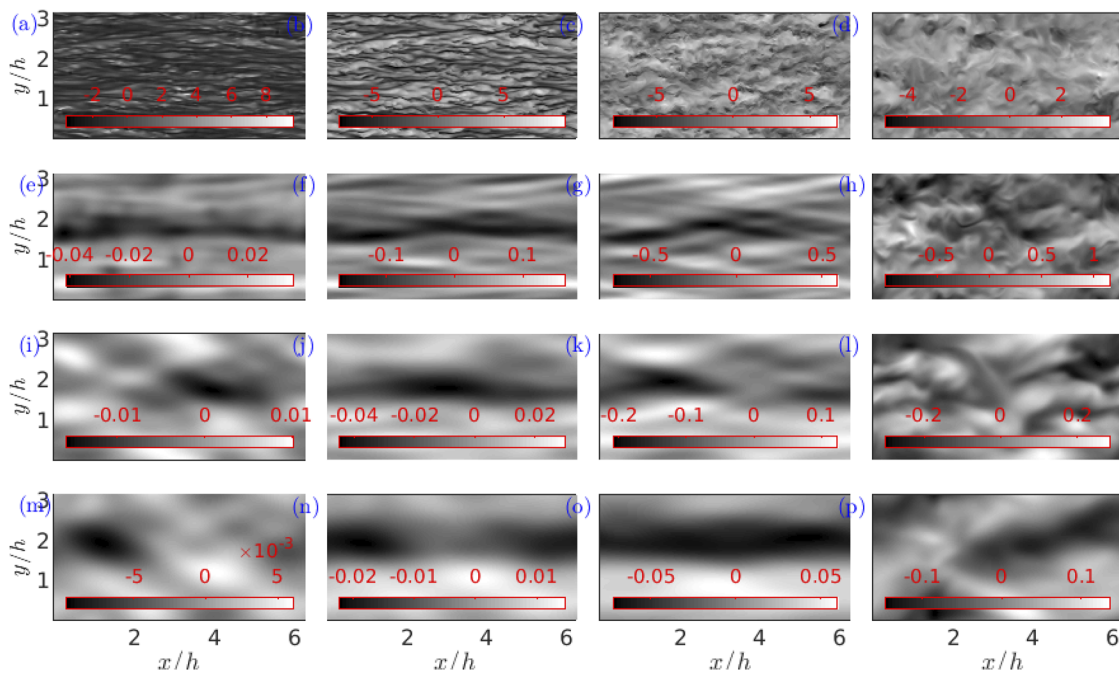 (a) (b) (c) (d)
3
2
1
y/h
-2 0 2 4 6 8
-5 0 5
-5 0 5
-4 -2 0 2
(e) (f) (g) (h)
3
2
1
y/h
-0.04 -0.02 0 0.02
-0.1 0 0.1
-0.5 0 0.5
-0.5 0 0.5 1
(i) (j) (k) (l)
3
2
1
y/h
-0.01 0 0.01
-0.04 -0.02 0 0.02
-0.2 -0.1 0 0.1
-0.2 0 0.2
(m) (n) (o) (p)
3
2
1
y/h
×10⁻³
-5 0 5
-0.02 -0.01 0 0.01
-0.05 0 0.05
-0.1 0 0.1
2 4 6
2 4 6
2 4 6
2 4 6
x/h
x/h
x/h
x/h